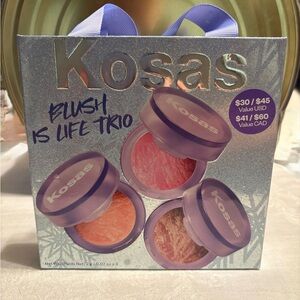 Kosas
BLUSH
IS LIFE TRIO
$30 / $45
Value USD
$41 / $60
Value CAD
Kosas
Kosas
Kosas